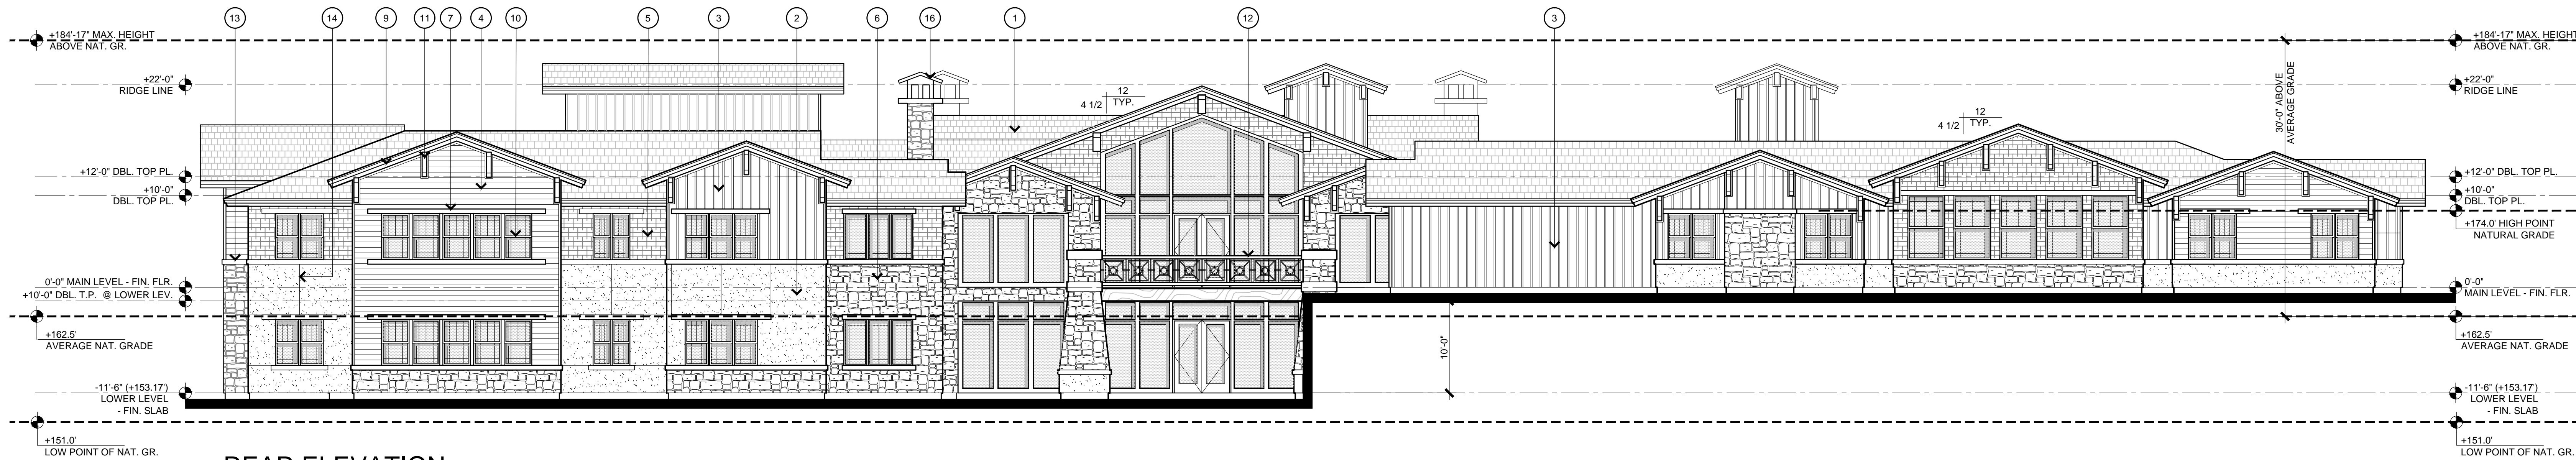 13 14 9 11 7 4 10 5 3 2 6 16 1 12 3
+184'-17" MAX. HEIGHT
ABOVE NAT. GR.
+22'-0"
RIDGE LINE
+12'-0" DBL. TOP PL.
+10'-0"
DBL. TOP PL.
0'-0" MAIN LEVEL - FIN. FLR.
+10'-0" DBL. T.P. @ LOWER LEV.
+162.5'
AVERAGE NAT. GRADE
-11'-6" (+153.17')
LOWER LEVEL
- FIN. SLAB
+151.0'
LOW POINT OF NAT. GR.
12
4 1/2 TYP.
12
4 1/2 TYP.
10'-0"
30'-0" ABOVE
AVERAGE GRADE
+184'-17" MAX. HEIGHT
ABOVE NAT. GR.
+22'-0"
RIDGE LINE
+12'-0" DBL. TOP PL.
+10'-0"
DBL. TOP PL.
+174.0' HIGH POINT
NATURAL GRADE
0'-0"
MAIN LEVEL - FIN. FLR.
+162.5'
AVERAGE NAT. GRADE
-11'-6" (+153.17')
LOWER LEVEL
- FIN. SLAB
+151.0'
LOW POINT OF NAT. GR.
REAR ELEVATION